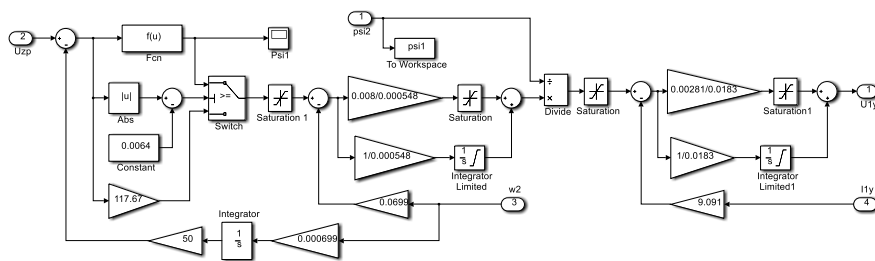 1
psi2
psi1
To Workspace
2
Uzp
f(u)
Fcn
Psi1
|u|
Abs
0.0064
Constant
117.67
>=
Switch
Saturation 1
0.008/0.000548
Saturation
1/0.000548
1
s
Integrator
Limited
÷
×
Divide
Saturation
0.00281/0.0183
Saturation1
1/0.0183
1
s
Integrator
Limited1
1
U1y
0.0699
w2
3
9.091
I1y
4
50
Integrator
1
s
0.000699